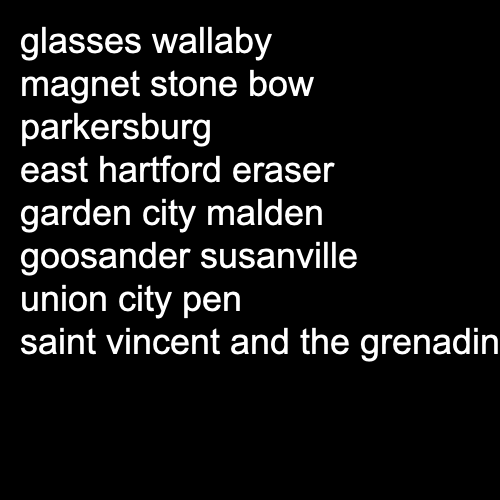 glasses wallaby
magnet stone bow
parkersburg
east hartford eraser
garden city malden
goosander susanville
union city pen
saint vincent and the grenadin